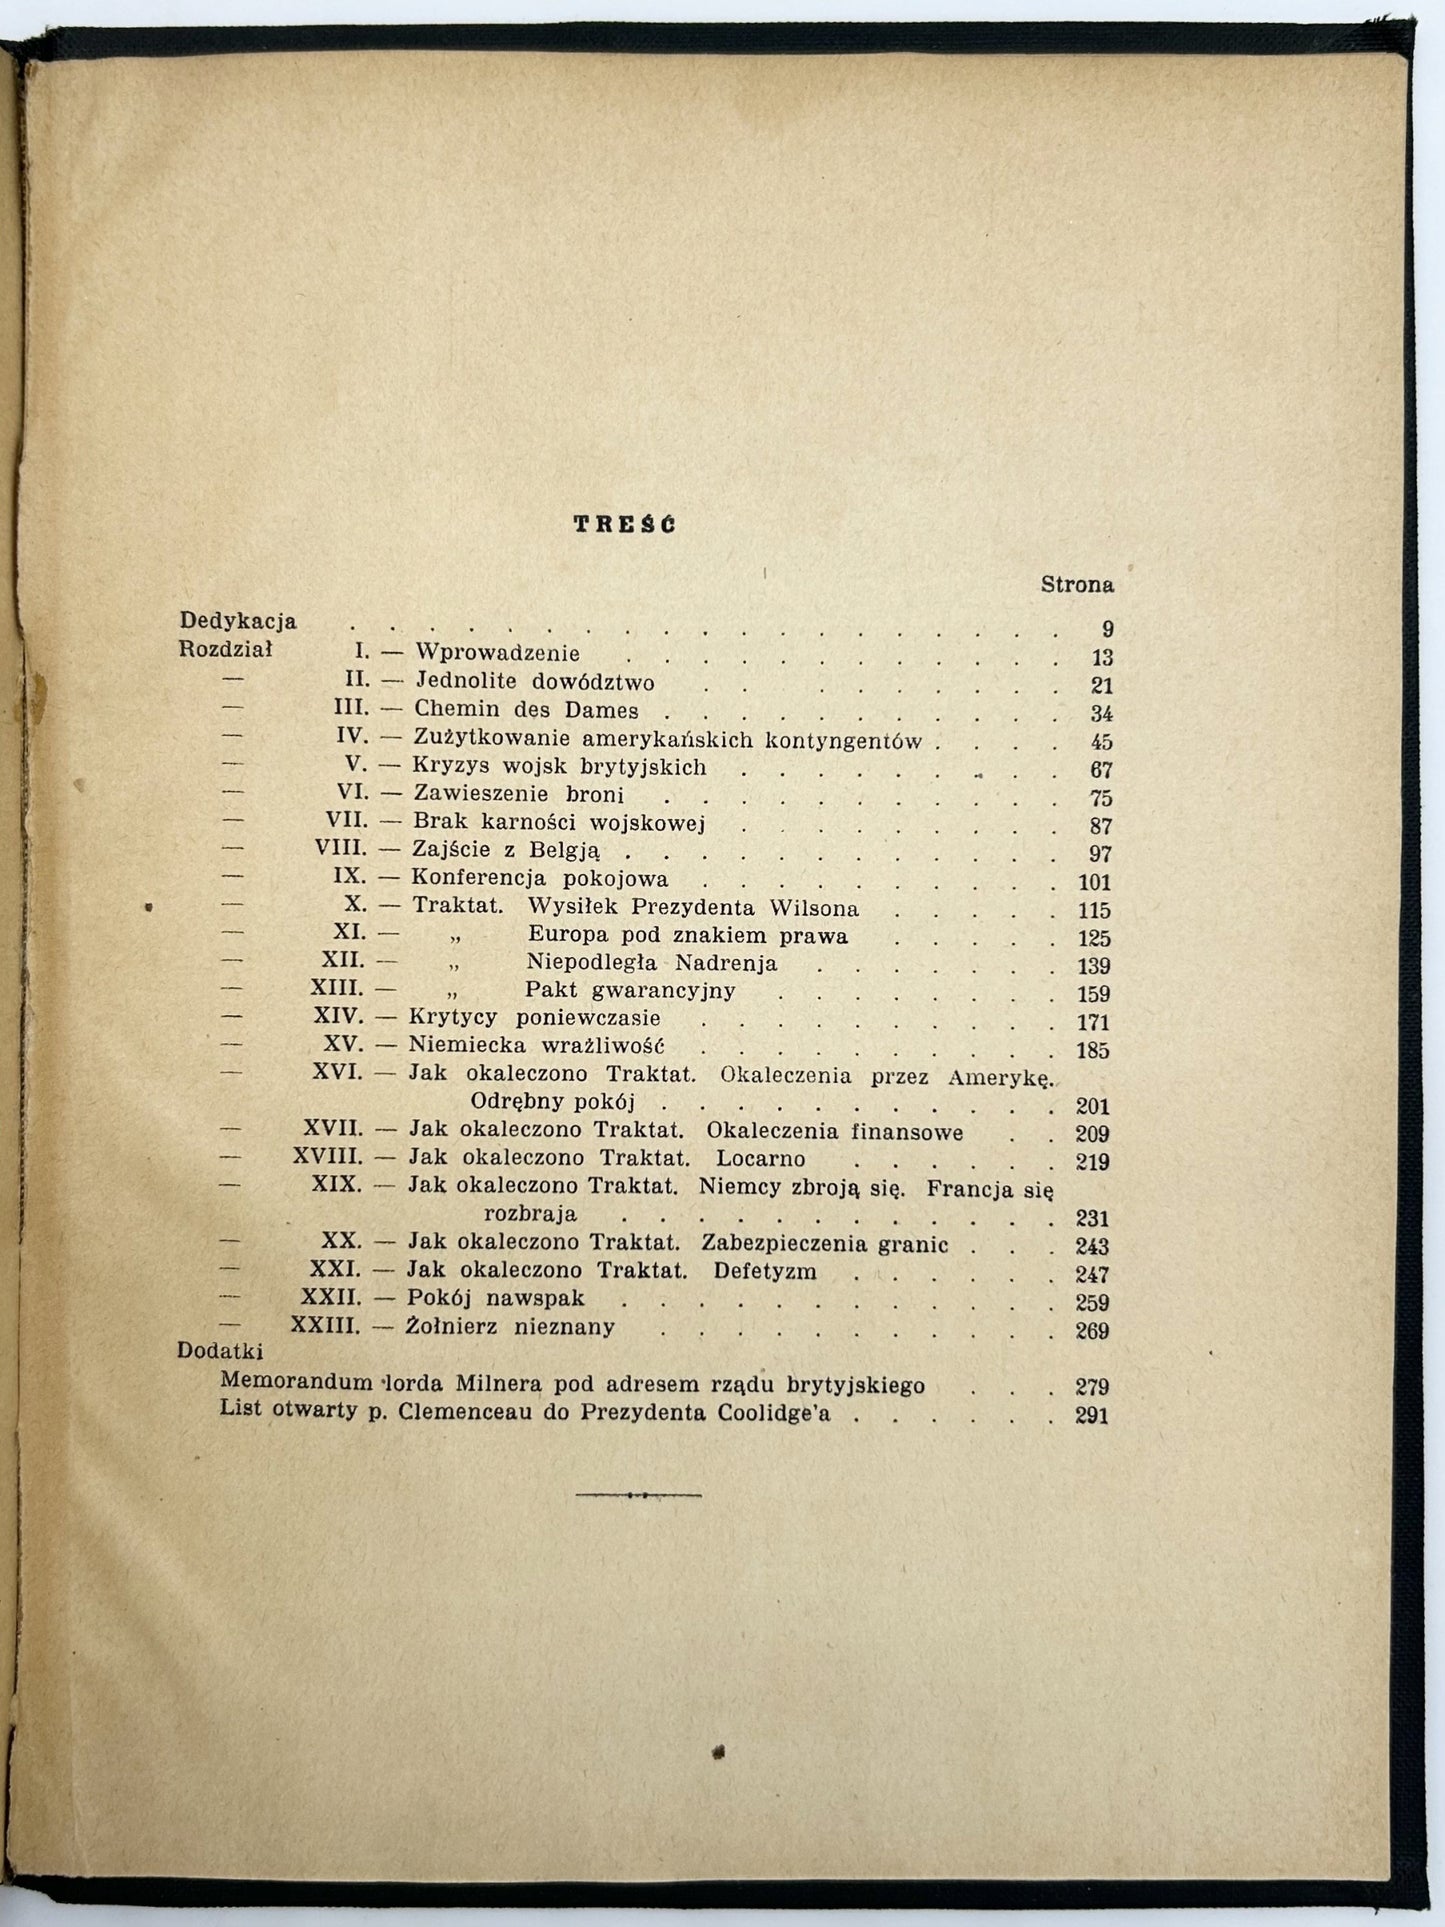 TREŚĆ
Strona
Dedykacja . . . . . . . . . . . . . . . . . . . 9
Rozdział I. — Wprowadzenie . . . . . . . . . . . . 13
— II. — Jednolite dowództwo . . . . . . . . . 21
— III. — Chemin des Dames . . . . . . . . . . . 34
— IV. — Zużytkowanie amerykańskich kontyngentów . . . . 45
— V. — Kryzys wojsk brytyjskich . . . . . . . . . 67
— VI. — Zawieszenie broni . . . . . . . . . . . 75
— VII. — Brak karności wojskowej . . . . . . . . . 87
— VIII. — Zajście z Belgją . . . . . . . . . . . . 97
— IX. — Konferencja pokojowa . . . . . . . . . . 101
— X. — Traktat. Wysiłek Prezydenta Wilsona . . . . . 115
— XI. — „ Europa pod znakiem prawa . . . . . 125
— XII. — „ Niepodległa Nadrenja . . . . . . . 139
— XIII. — „ Pakt gwarancyjny . . . . . . . . 159
— XIV. — Krytycy poniewczasie . . . . . . . . . . 171
— XV. — Niemiecka wrażliwość . . . . . . . . . . 185
— XVI. — Jak okaleczono Traktat. Okaleczenia przez Amerykę.
Odrębny pokój . . . . . . . . . . . 201
— XVII. — Jak okaleczono Traktat. Okaleczenia finansowe . . 209
— XVIII. — Jak okaleczono Traktat. Locarno . . . . . . 219
— XIX. — Jak okaleczono Traktat. Niemcy zbroją się. Francja się
rozbraja . . . . . . . . . . . . 231
— XX. — Jak okaleczono Traktat. Zabezpieczenia granic . . . 243
— XXI. — Jak okaleczono Traktat. Defetyzm . . . . . . 247
— XXII. — Pokój nawspak . . . . . . . . . . . . 259
— XXIII. — Żołnierz nieznany . . . . . . . . . . . 269
Dodatki
Memorandum lorda Milnera pod adresem rządu brytyjskiego . . . 279
List otwarty p. Clemenceau do Prezydenta Coolidge'a . . . . . . 291